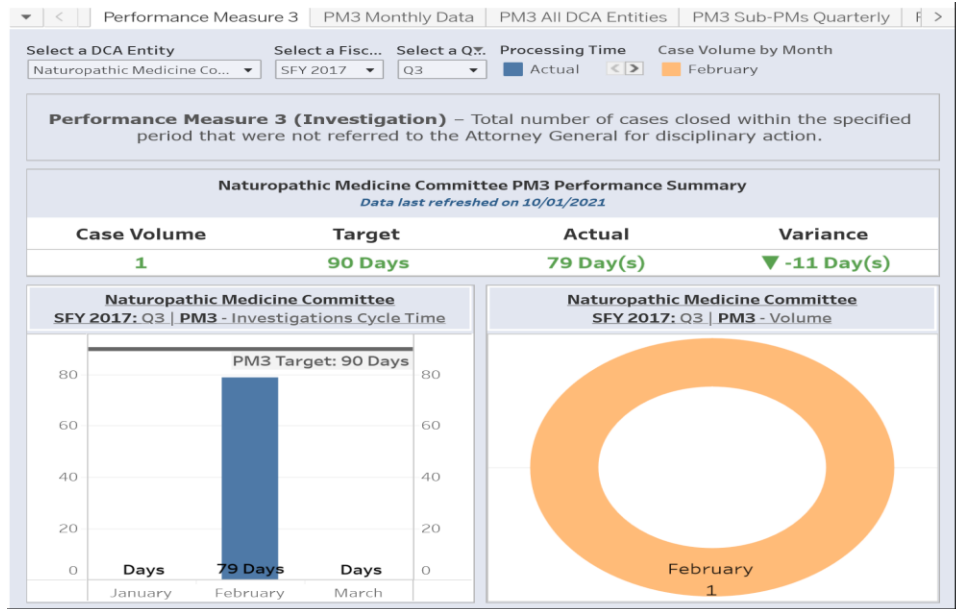 Performance Measure 3 PM3 Monthly Data PM3 All DCA Entities PM3 Sub-PMs Quarterly
Select a DCA Entity Select a Fisc... Select a Q... Processing Time Case Volume by Month
Naturopathic Medicine Co... SFY 2017 Q3 Actual < > February
Performance Measure 3 (Investigation) – Total number of cases closed within the specified
period that were not referred to the Attorney General for disciplinary action.
Naturopathic Medicine Committee PM3 Performance Summary
Data last refreshed on 10/01/2021
Case Volume Target Actual Variance
1 90 Days 79 Day(s) ▼ -11 Day(s)
Naturopathic Medicine Committee
SFY 2017: Q3 | PM3 - Investigations Cycle Time
PM3 Target: 90 Days
80 80
60 60
40 40
20 20
0 Days 79 Days Days 0
January February March
Naturopathic Medicine Committee
SFY 2017: Q3 | PM3 - Volume
February
1